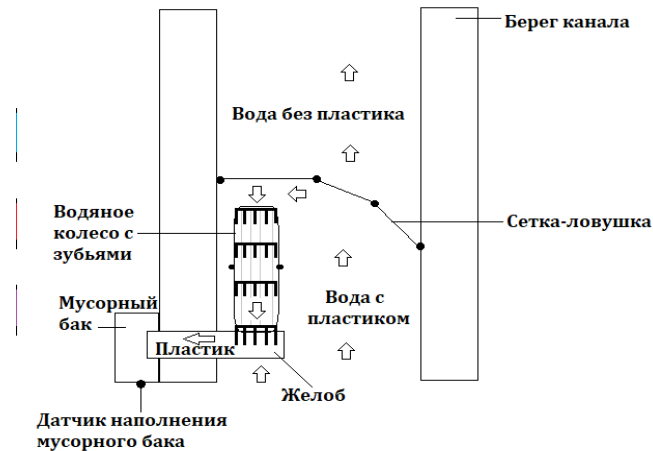 Берег канала
Вода без пластика
Водяное
колесо с
зубьями
Сетка-ловушка
Мусорный
бак
Вода с
пластиком
Пластик
Желоб
Датчик наполнения
мусорного бака